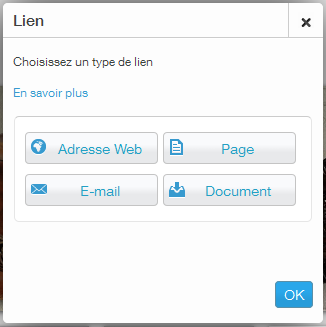 Lien
Choisissez un type de lien
En savoir plus
Adresse Web
Page
E-mail
Document
OK